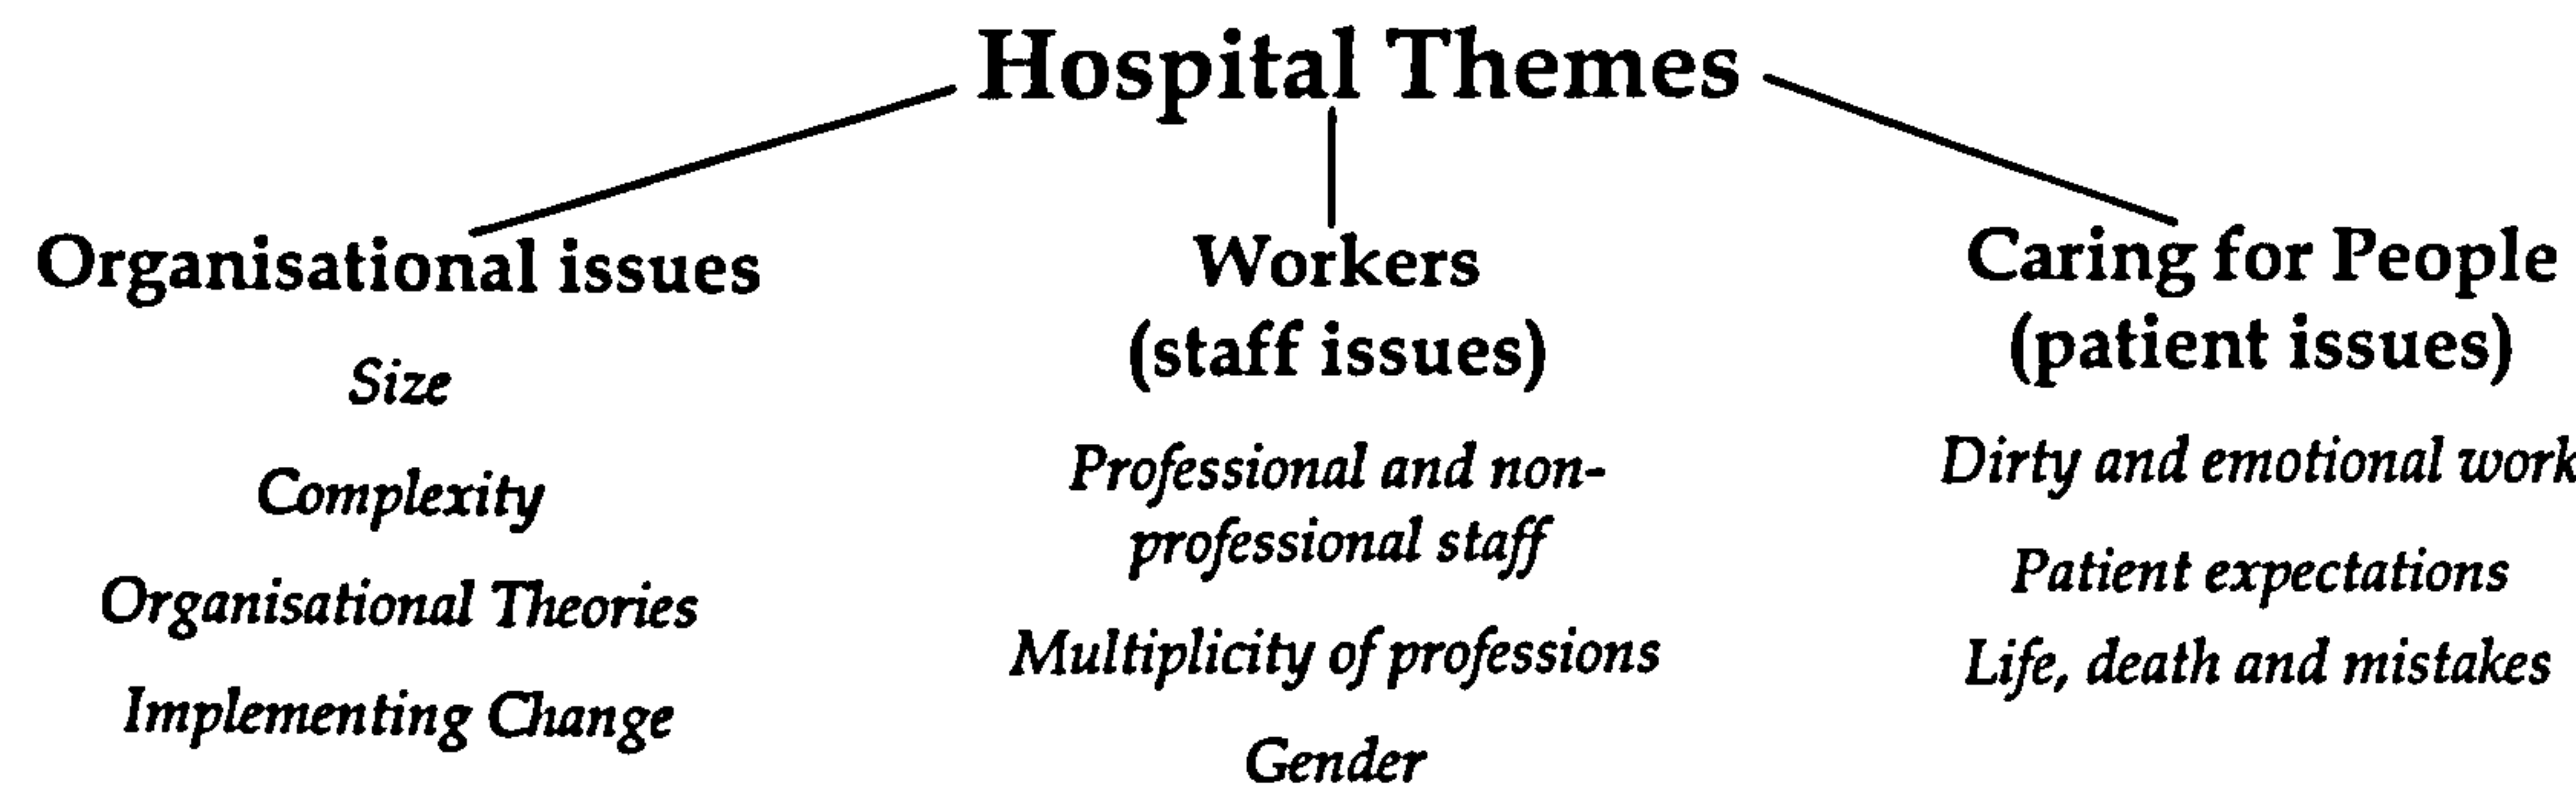 Hospital Themes
Organisational issues
Size
Complexity
Organisational Theories
Implementing Change
Workers
(staff issues)
Professional and non-
professional staff
Multiplicity of professions
Gender
Caring for People
(patient issues)
Dirty and emotional work
Patient expectations
Life, death and mistakes